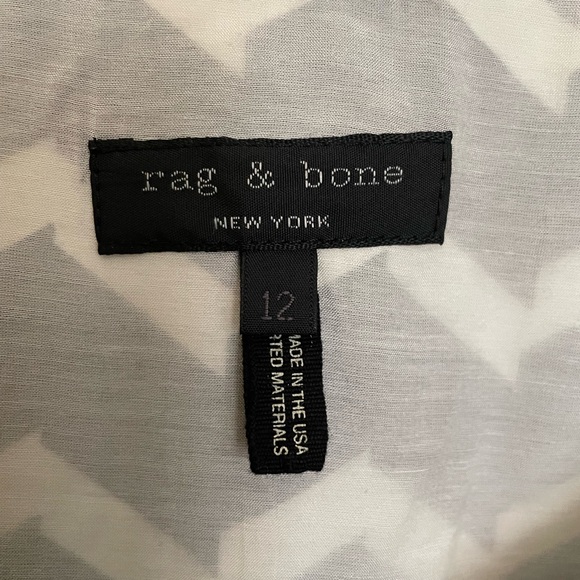 rag & bone
NEW YORK
12
MADE IN THE USA
RTED MATERIALS